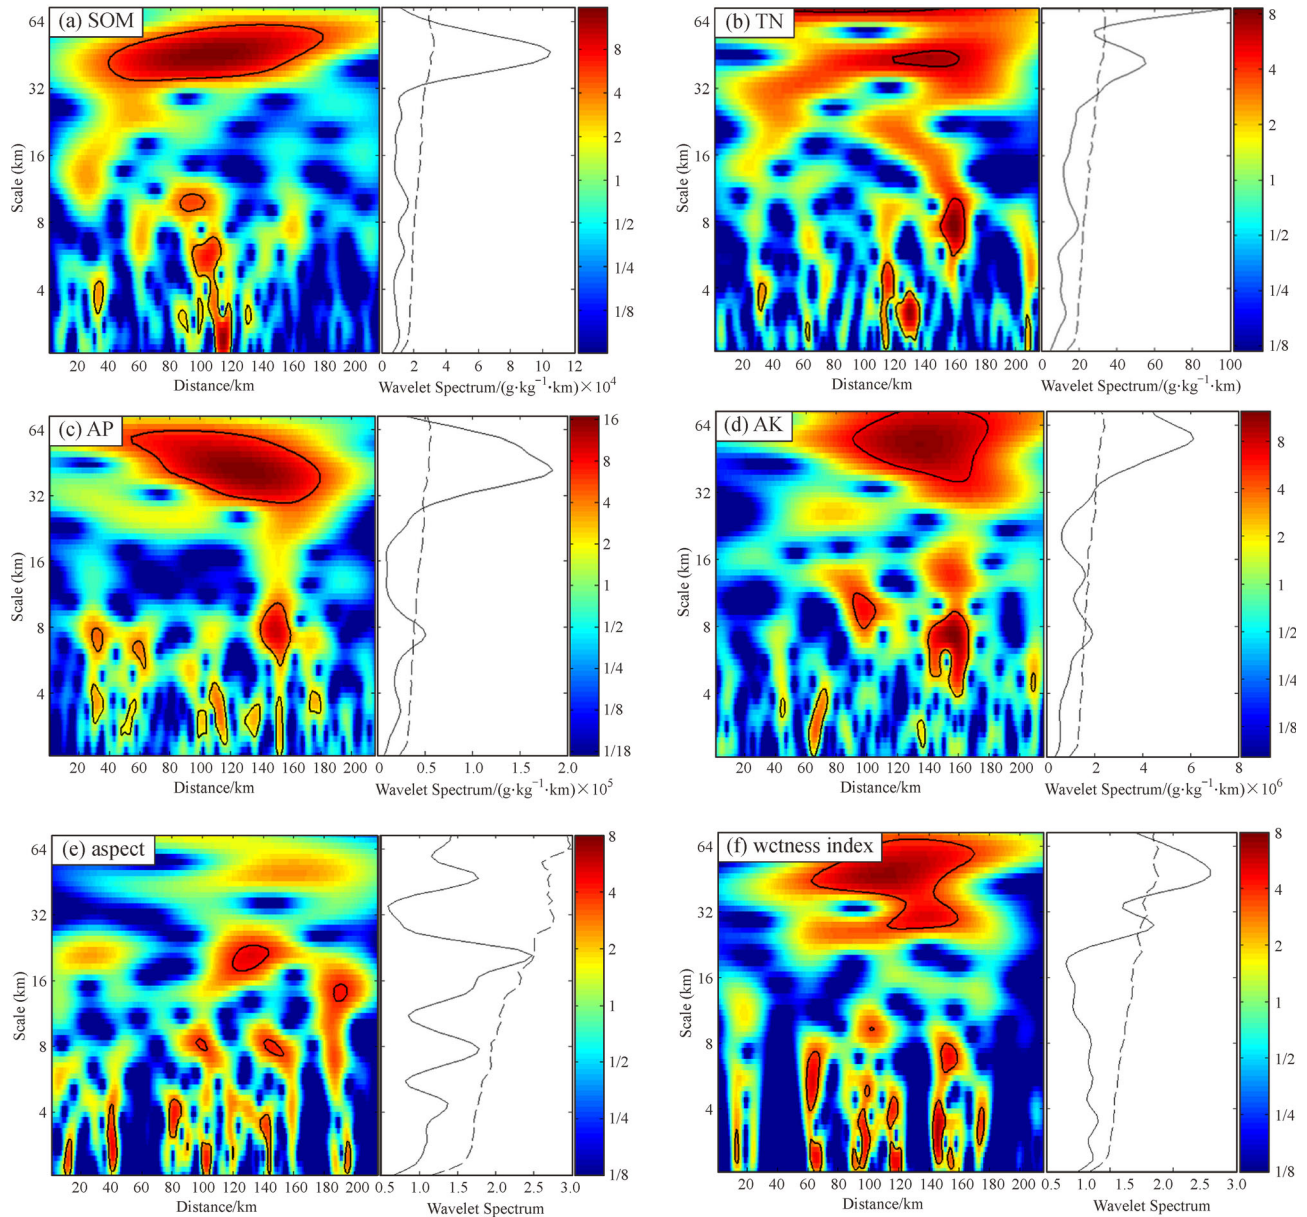 (a) SOM
64
32
16
8
4
Scale (km)
20 40 60 80 100 120 140 160 180 200
Distance/km
0 2 4 6 8 10 12
Wavelet Spectrum/(g·kg⁻¹·km)×10⁴
8
4
2
1
1/2
1/4
1/8
(b) TN
64
32
16
8
4
Scale (km)
20 40 60 80 100 120 140 160 180 200
Distance/km
0 20 40 60 80 100
Wavelet Spectrum/(g·kg⁻¹·km)
8
4
2
1
1/2
1/4
1/8
(c) AP
64
32
16
8
4
Scale (km)
20 40 60 80 100 120 140 160 180 200
Distance/km
0 0.5 1.0 1.5 2.0
Wavelet Spectrum/(g·kg⁻¹·km)×10⁵
16
8
4
2
1
1/2
1/4
1/8
1/18
(d) AK
64
32
16
8
4
Scale (km)
20 40 60 80 100 120 140 160 180 200
Distance/km
0 2 4 6 8
Wavelet Spectrum/(g·kg⁻¹·km)×10⁶
8
4
2
1
1/2
1/4
1/8
(e) aspect
64
32
16
8
4
Scale (km)
20 40 60 80 100 120 140 160 180 200
Distance/km
0.5 1.0 1.5 2.0 2.5 3.0
Wavelet Spectrum
8
4
2
1
1/2
1/4
1/8
(f) wctness index
64
32
16
8
4
Scale (km)
20 40 60 80 100 120 140 160 180 200
Distance/km
0.5 1.0 1.5 2.0 2.5 3.0
Wavelet Spectrum
8
4
2
1
1/2
1/4
1/8